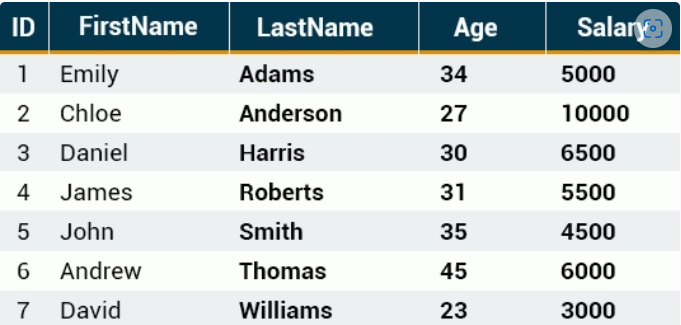 ID FirstName LastName Age Salary
1 Emily Adams 34 5000
2 Chloe Anderson 27 10000
3 Daniel Harris 30 6500
4 James Roberts 31 5500
5 John Smith 35 4500
6 Andrew Thomas 45 6000
7 David Williams 23 3000